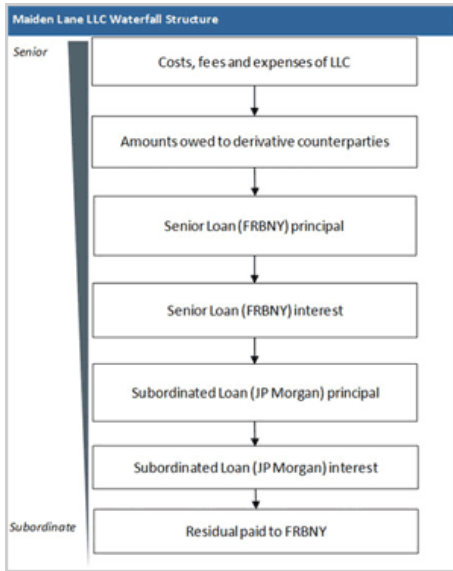 Maiden Lane LLC Waterfall Structure
Senior
Costs, fees and expenses of LLC
Amounts owed to derivative counterparties
Senior Loan (FRBNY) principal
Senior Loan (FRBNY) interest
Subordinated Loan (JP Morgan) principal
Subordinated Loan (JP Morgan) interest
Subordinate
Residual paid to FRBNY